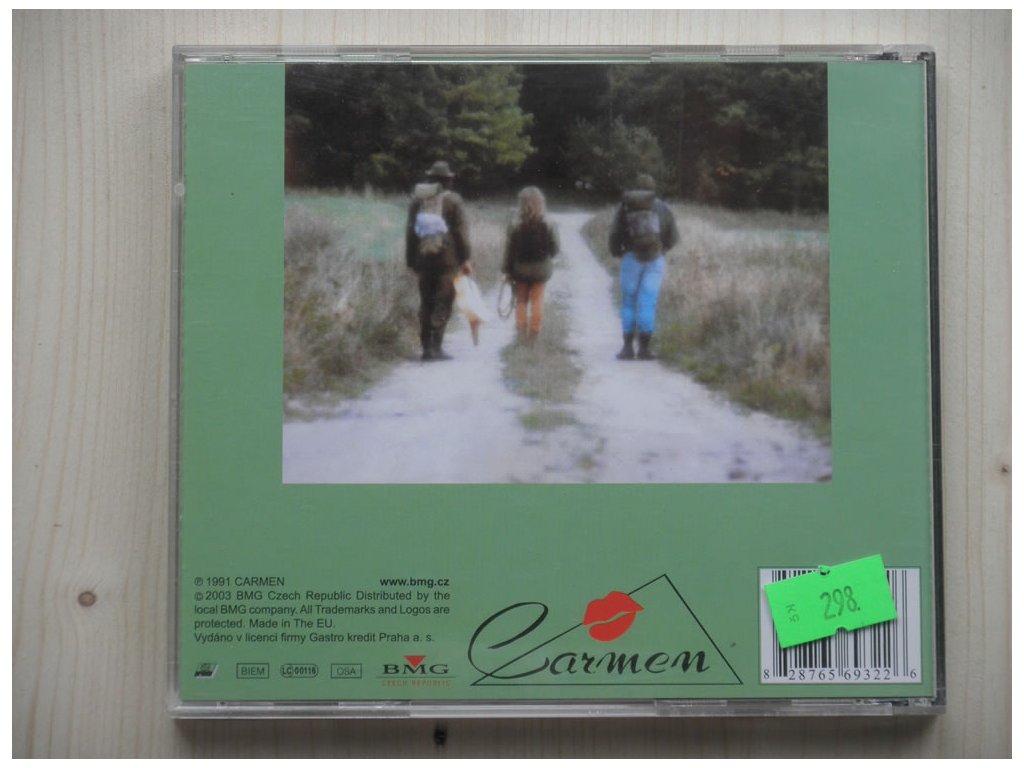 ℗ 1991 CARMEN www.bmg.cz
© 2003 BMG Czech Republic Distributed by the
local BMG company. All Trademarks and Logos are
protected. Made in The EU.
Vydáno v licenci firmy Gastro kredit Praha a. s.
BIEM
LC 00116
OSA
BMG
CZECH REPUBLIC
Carmen
Kčs
298.
8 28765 69322 6